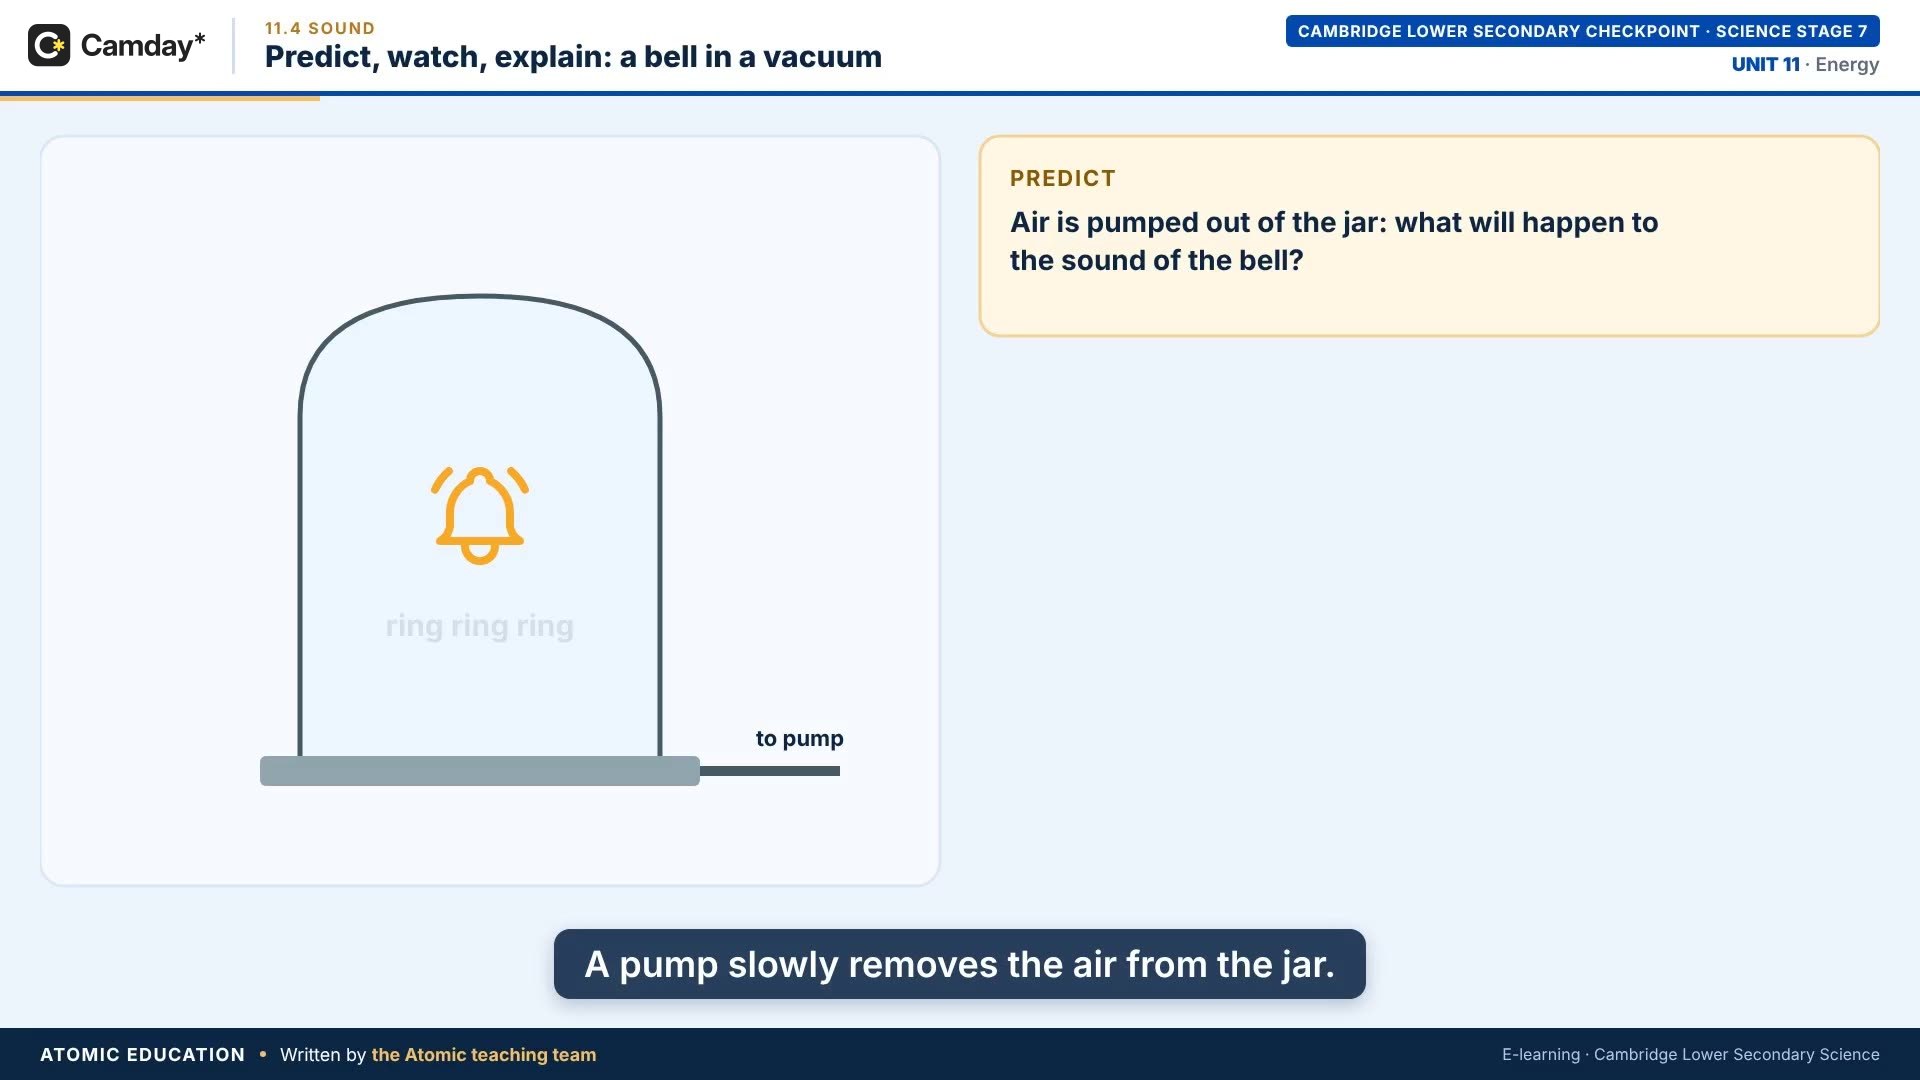 Camday*
11.4 SOUND
Predict, watch, explain: a bell in a vacuum
CAMBRIDGE LOWER SECONDARY CHECKPOINT · SCIENCE STAGE 7
UNIT 11 · Energy
PREDICT
Air is pumped out of the jar: what will happen to
the sound of the bell?
ring ring ring
to pump
A pump slowly removes the air from the jar.
ATOMIC EDUCATION • Written by the Atomic teaching team
E-learning · Cambridge Lower Secondary Science